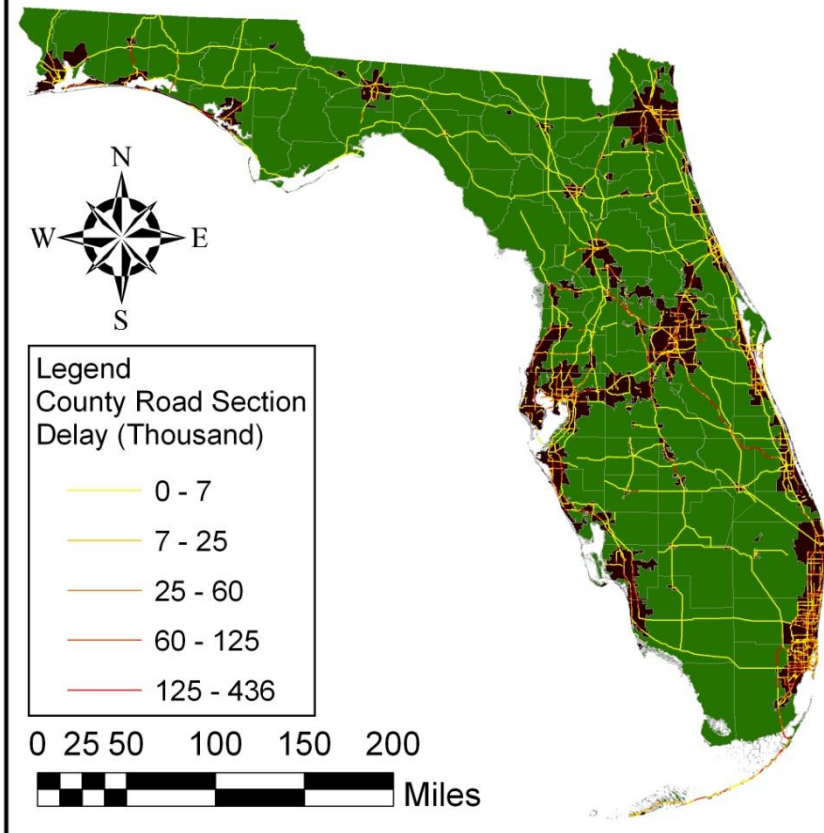 N
W E
S
Legend
County Road Section
Delay (Thousand)
0 - 7
7 - 25
25 - 60
60 - 125
125 - 436
0 25 50 100 150 200
Miles